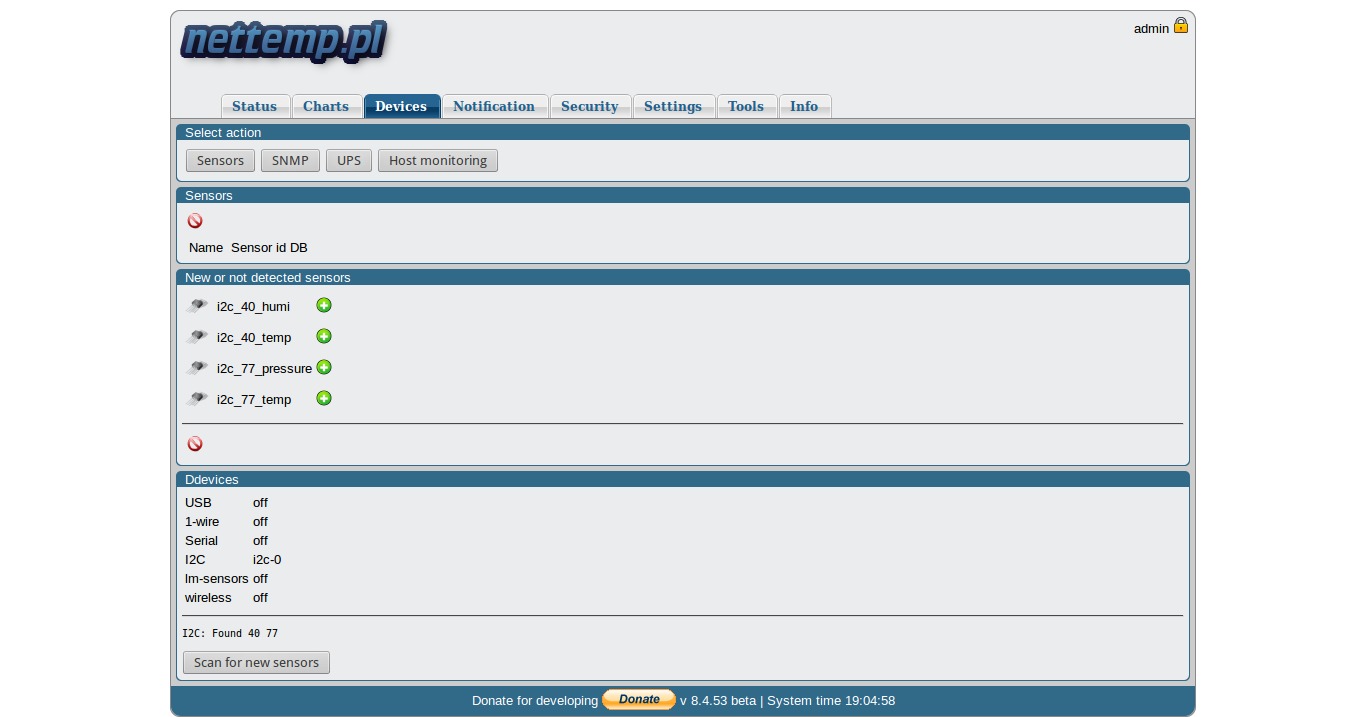 nettemp.pl
admin
Status Charts Devices Notification Security Settings Tools Info
Select action
Sensors SNMP UPS Host monitoring
Sensors
Name Sensor id DB
New or not detected sensors
i2c_40_humi
i2c_40_temp
i2c_77_pressure
i2c_77_temp
Ddevices
USB off
1-wire off
Serial off
I2C i2c-0
lm-sensors off
wireless off
I2C: Found 40 77
Scan for new sensors
Donate for developing Donate v 8.4.53 beta | System time 19:04:58